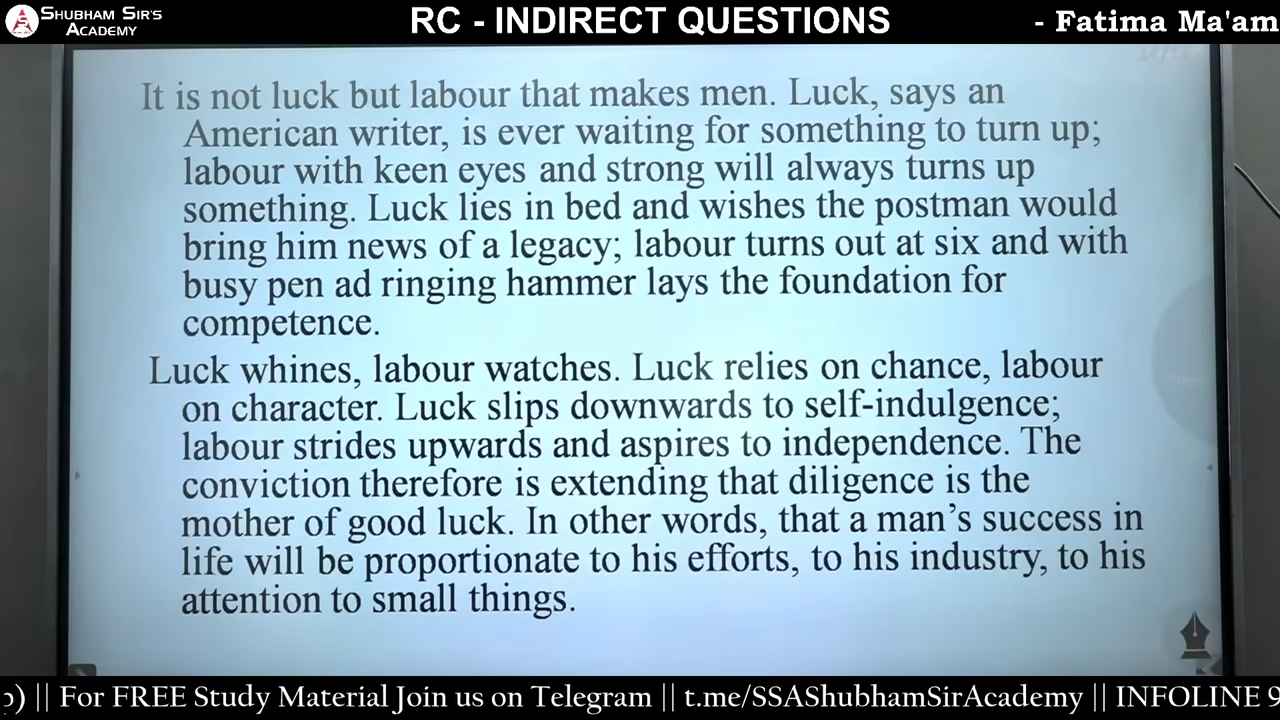 SHUBHAM SIR'S
ACADEMY
RC - INDIRECT QUESTIONS
- Fatima Ma'am
It is not luck but labour that makes men. Luck, says an
American writer, is ever waiting for something to turn up;
labour with keen eyes and strong will always turns up
something. Luck lies in bed and wishes the postman would
bring him news of a legacy; labour turns out at six and with
busy pen ad ringing hammer lays the foundation for
competence.
Luck whines, labour watches. Luck relies on chance, labour
on character. Luck slips downwards to self-indulgence;
labour strides upwards and aspires to independence. The
conviction therefore is extending that diligence is the
mother of good luck. In other words, that a man's success in
life will be proportionate to his efforts, to his industry, to his
attention to small things.
) || For FREE Study Material Join us on Telegram || t.me/SSAShubhamSirAcademy || INFOLINE 9